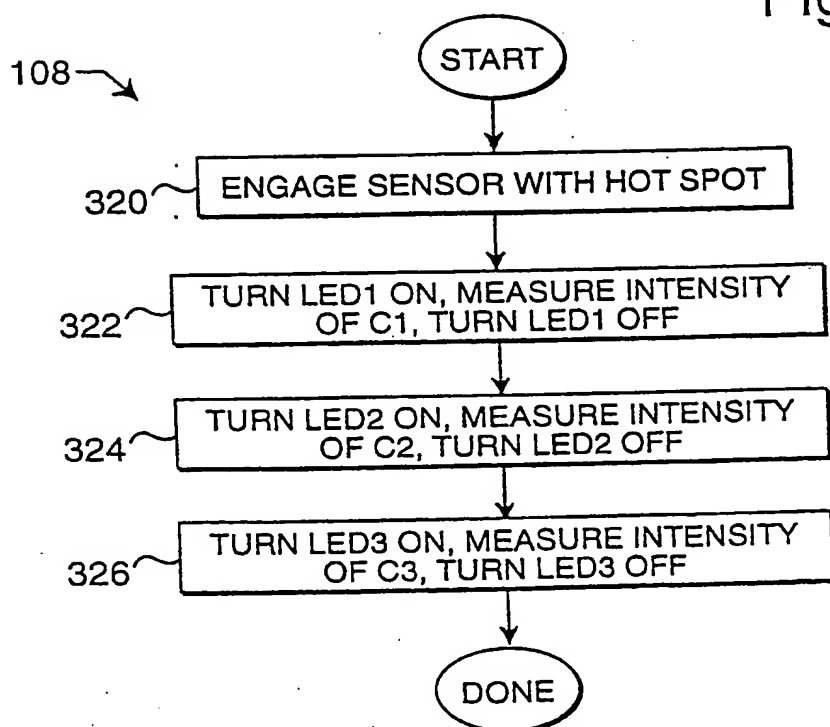 Fig
START
108
320
ENGAGE SENSOR WITH HOT SPOT
322
TURN LED1 ON, MEASURE INTENSITY
OF C1, TURN LED1 OFF
324
TURN LED2 ON, MEASURE INTENSITY
OF C2, TURN LED2 OFF
326
TURN LED3 ON, MEASURE INTENSITY
OF C3, TURN LED3 OFF
DONE